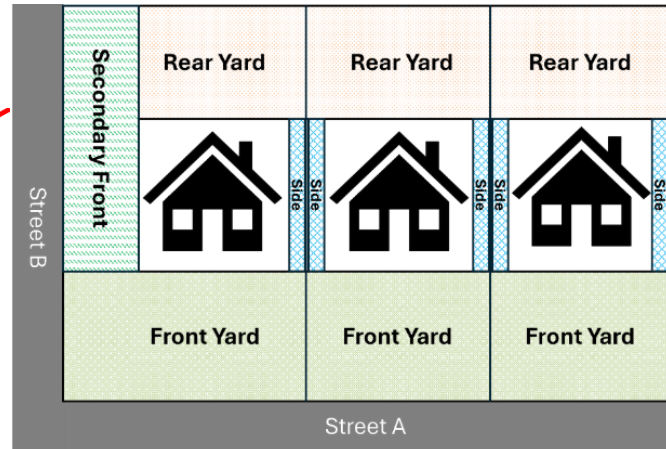 Rear Yard Rear Yard Rear Yard
Secondary Front
Street B
Side Side Side Side Side
Front Yard Front Yard Front Yard
Street A